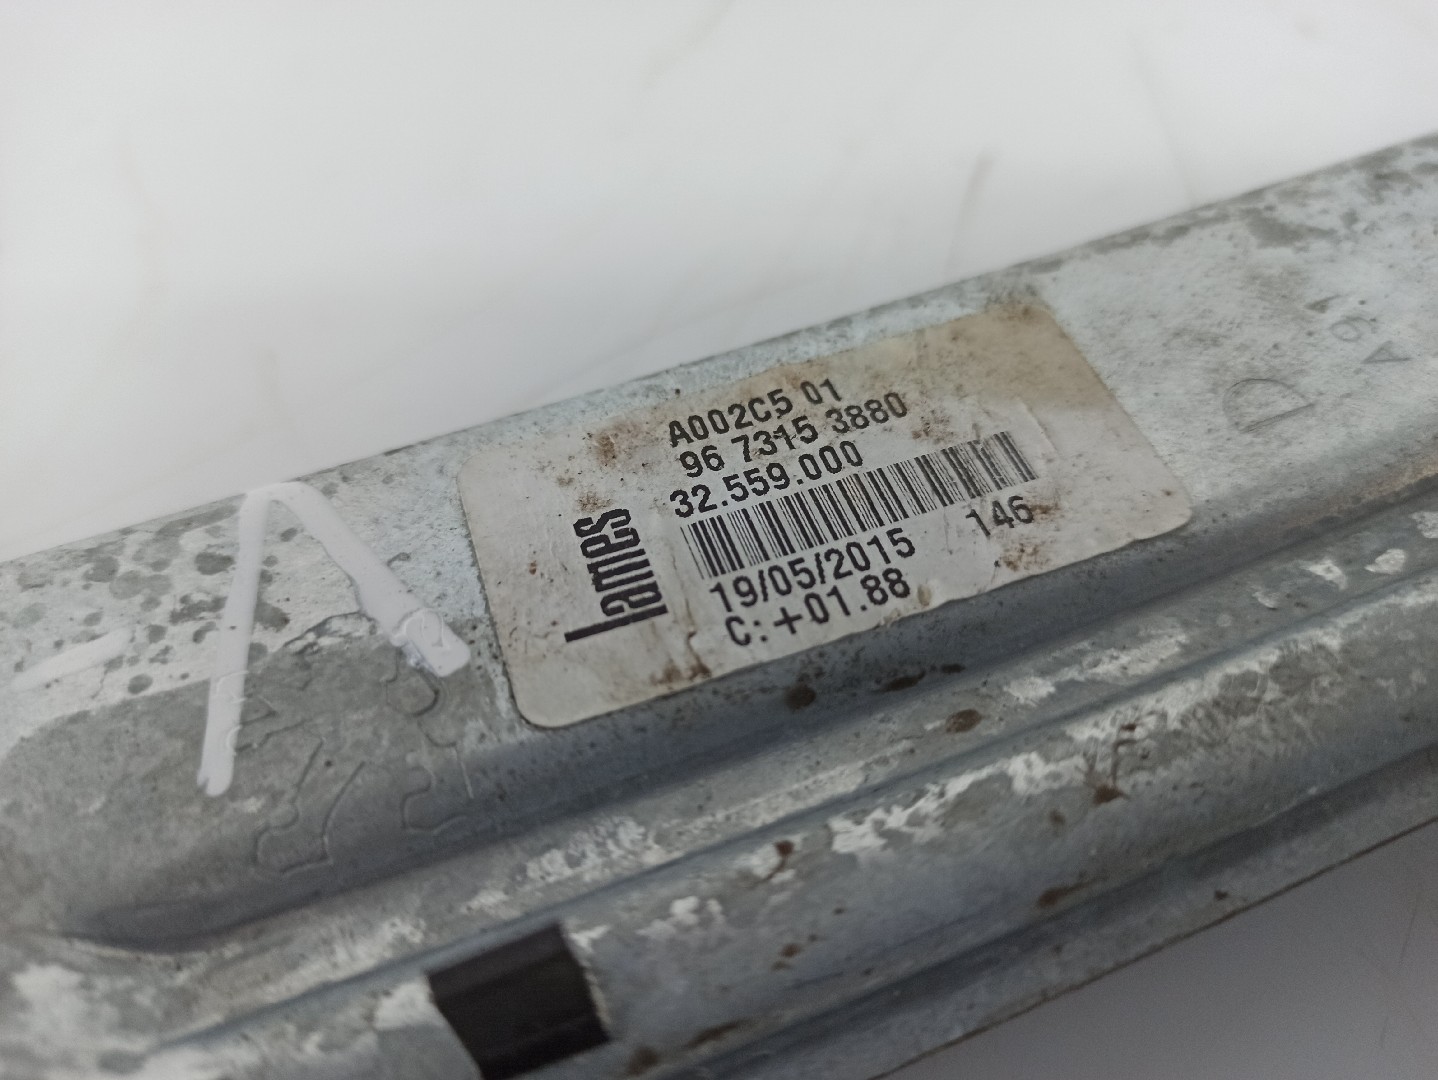 A002C5 01
96 7315 3880
32.559.000
lames
19/05/2015 146
C: +01.88
D